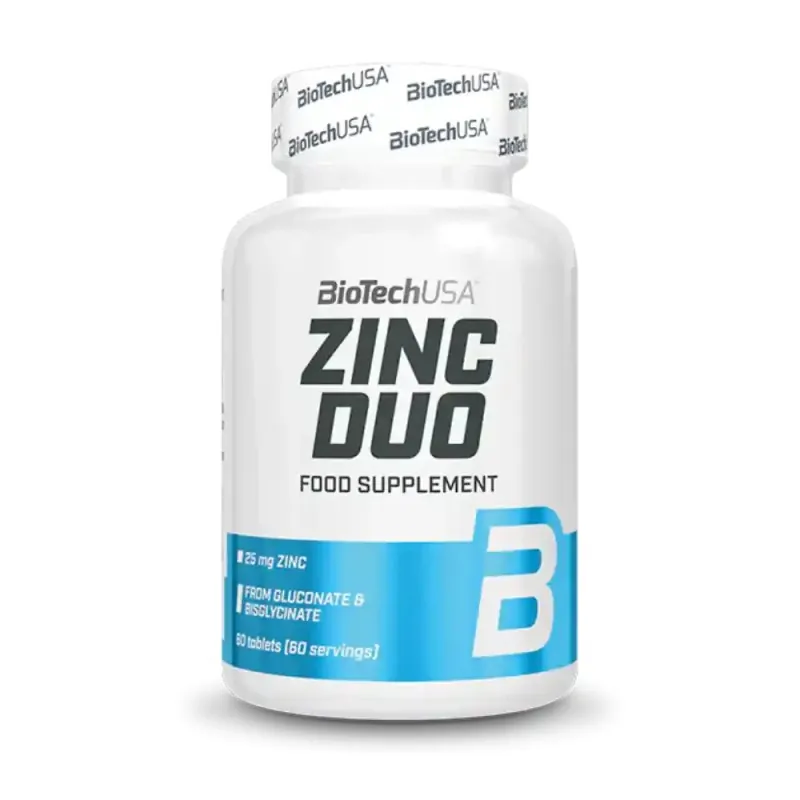 BioTechUSA BioTechUSA
BioTechUSA BioTechUSA
BioTechUSA
ZINC
DUO
FOOD SUPPLEMENT
25 mg ZINC
FROM GLUCONATE &
BISGLYCINATE
60 tablets (60 servings)
B